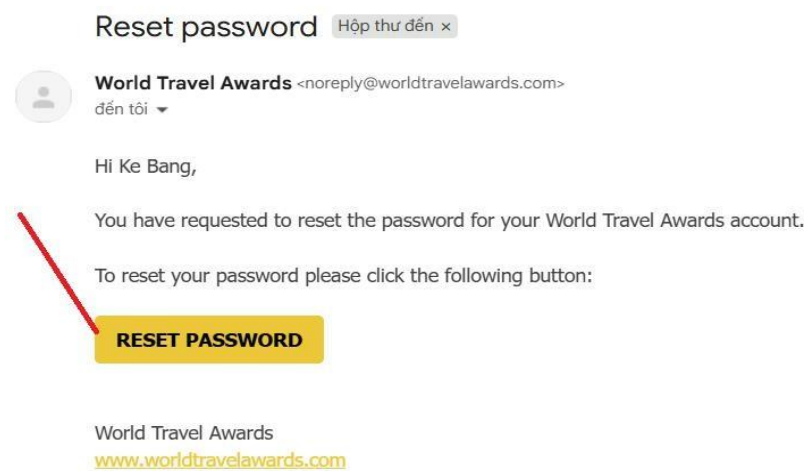 Reset password Hộp thư đến ×
World Travel Awards <noreply@worldtravelawards.com>
đến tôi
Hi Ke Bang,
You have requested to reset the password for your World Travel Awards account.
To reset your password please click the following button:
RESET PASSWORD
World Travel Awards
www.worldtravelawards.com